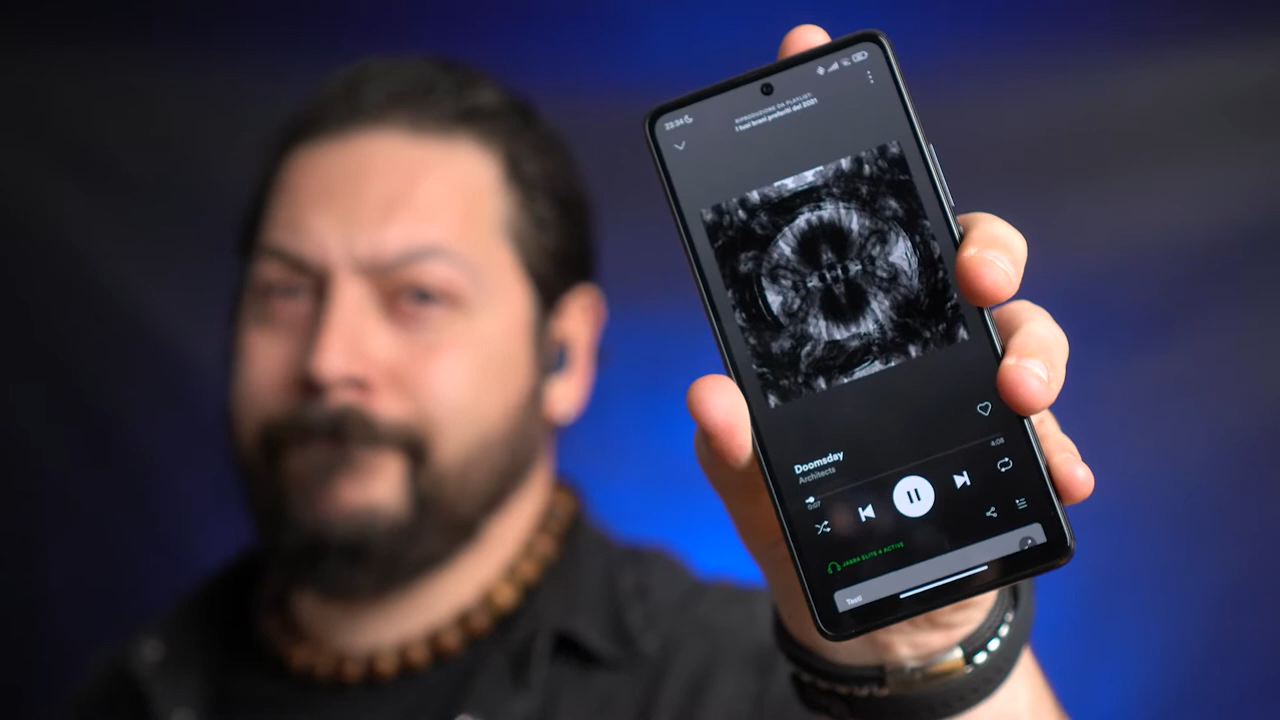 23:34
RIPRODUZIONE DA PLAYLIST:
I tuoi brani preferiti del 2021
Doomsday
Architects
0:07
4:08
JABRA ELITE 4 ACTIVE
Testi